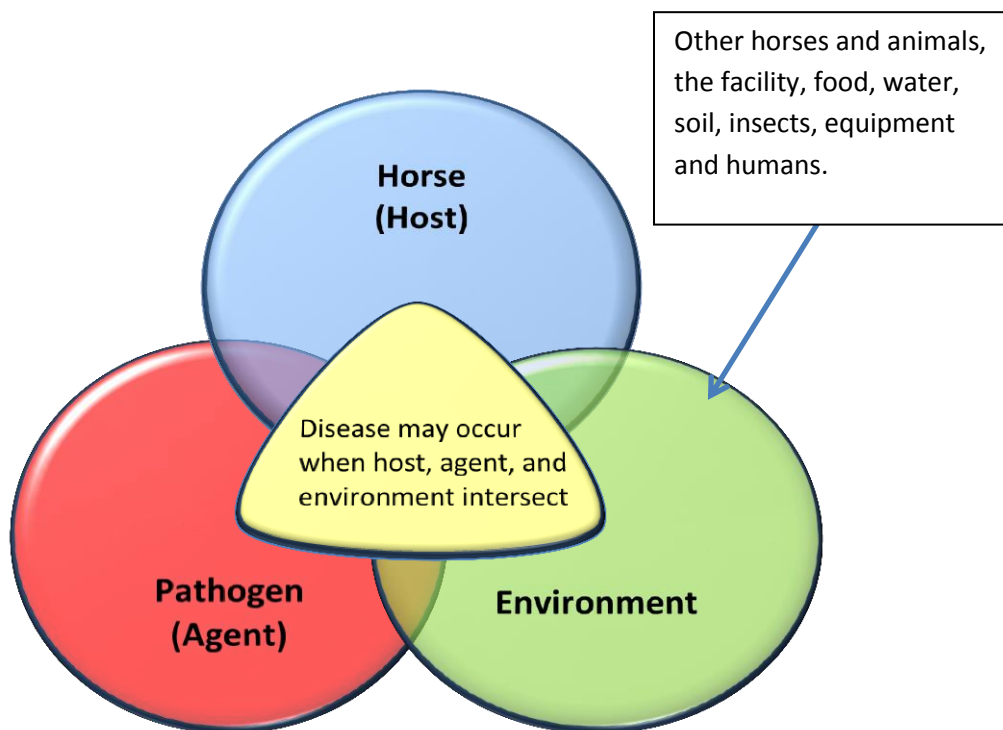 Other horses and animals,
the facility, food, water,
soil, insects, equipment
and humans.
Horse
(Host)
Disease may occur
when host, agent, and
environment intersect
Pathogen
(Agent)
Environment